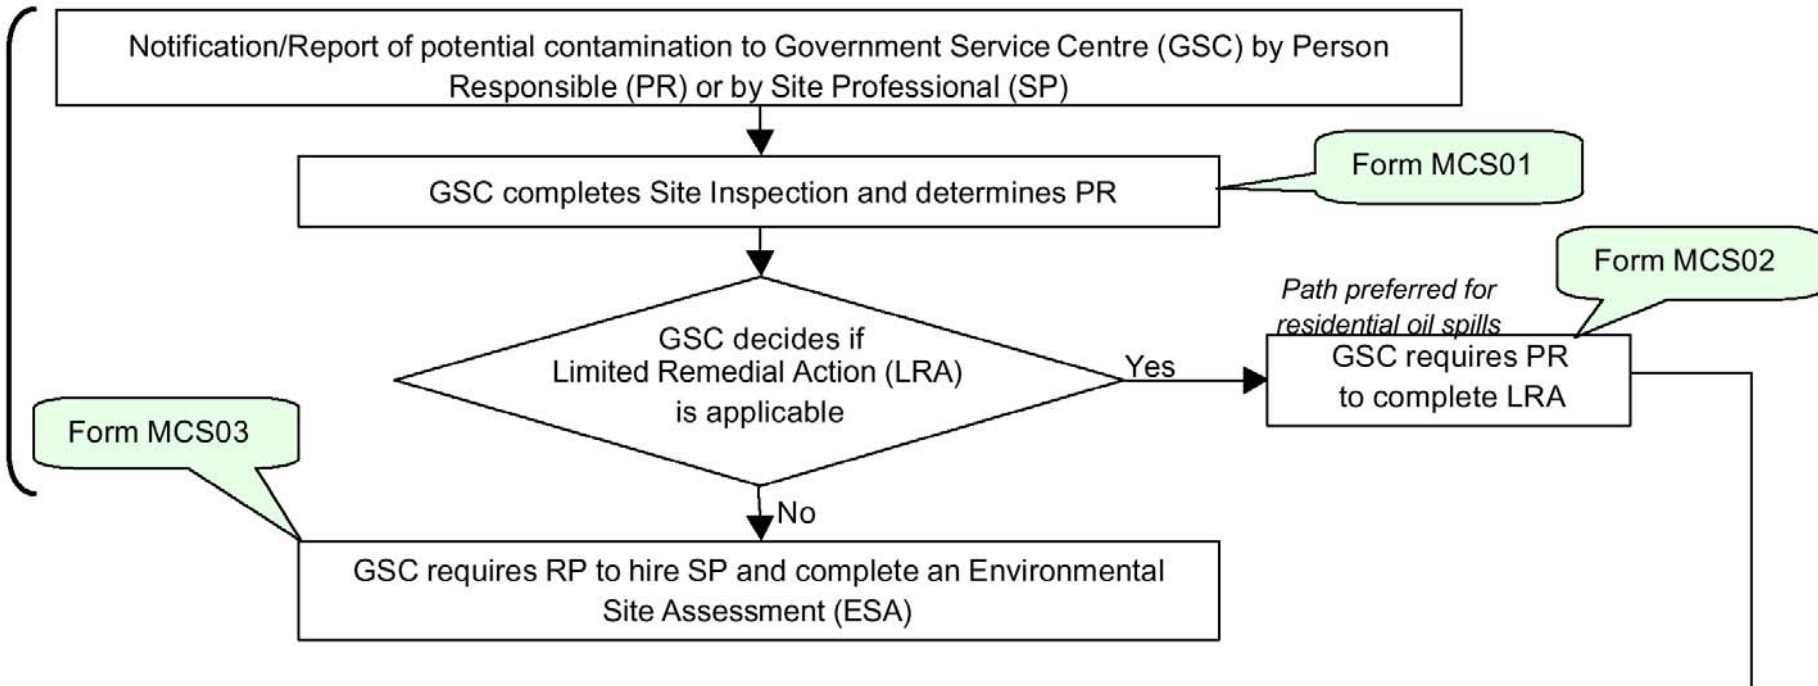 Notification/Report of potential contamination to Government Service Centre (GSC) by Person
Responsible (PR) or by Site Professional (SP)
Form MCS01
GSC completes Site Inspection and determines PR
Form MCS02
Path preferred for
residential oil spills
GSC decides if
Limited Remedial Action (LRA)
is applicable
Yes
GSC requires PR
to complete LRA
Form MCS03
No
GSC requires RP to hire SP and complete an Environmental
Site Assessment (ESA)